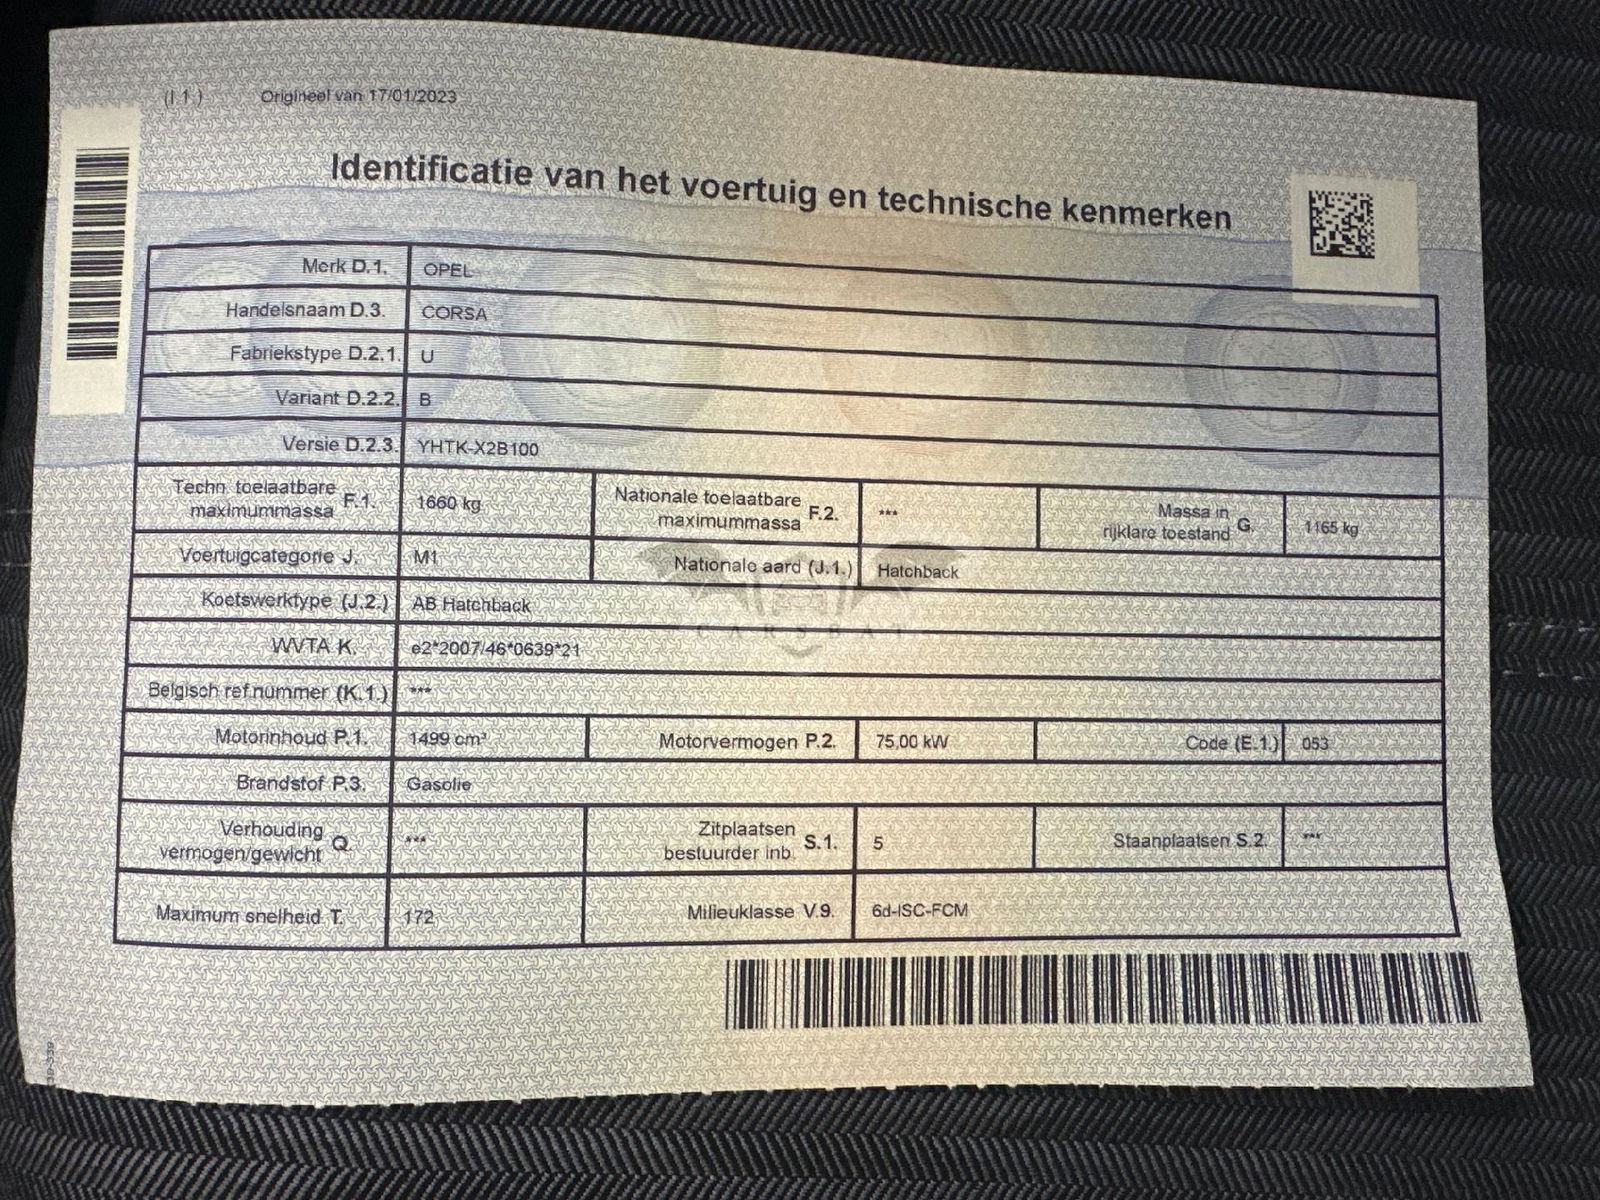 (I.1.) Origineel van 17/01/2023
Identificatie van het voertuig en technische kenmerken
Merk D.1. OPEL
Handelsnaam D.3. CORSA
Fabriekstype D.2.1. U
Variant D.2.2. B
Versie D.2.3. YHTK-X2B100
Techn. toelaatbare maximummassa F.1. 1660 kg Nationale toelaatbare maximummassa F.2. *** Massa in rijklare toestand G. 1165 kg
Voertuigcategorie J. M1 Nationale aard (J.1.) Hatchback
Koetswerktype (J.2.) AB Hatchback
CARSBAT
WVTA K. e2*2007/46*0639*21
Belgisch ref.nummer (K.1.) ***
Motorinhoud P.1. 1499 cm³ Motorvermogen P.2. 75,00 kW Code (E.1.) 053
Brandstof P.3. Gasolie
Verhouding vermogen/gewicht Q. *** Zitplaatsen bestuurder inb. S.1. 5 Staanplaatsen S.2. ***
Maximum snelheid T. 172 Milieuklasse V.9. 6d-ISC-FCM